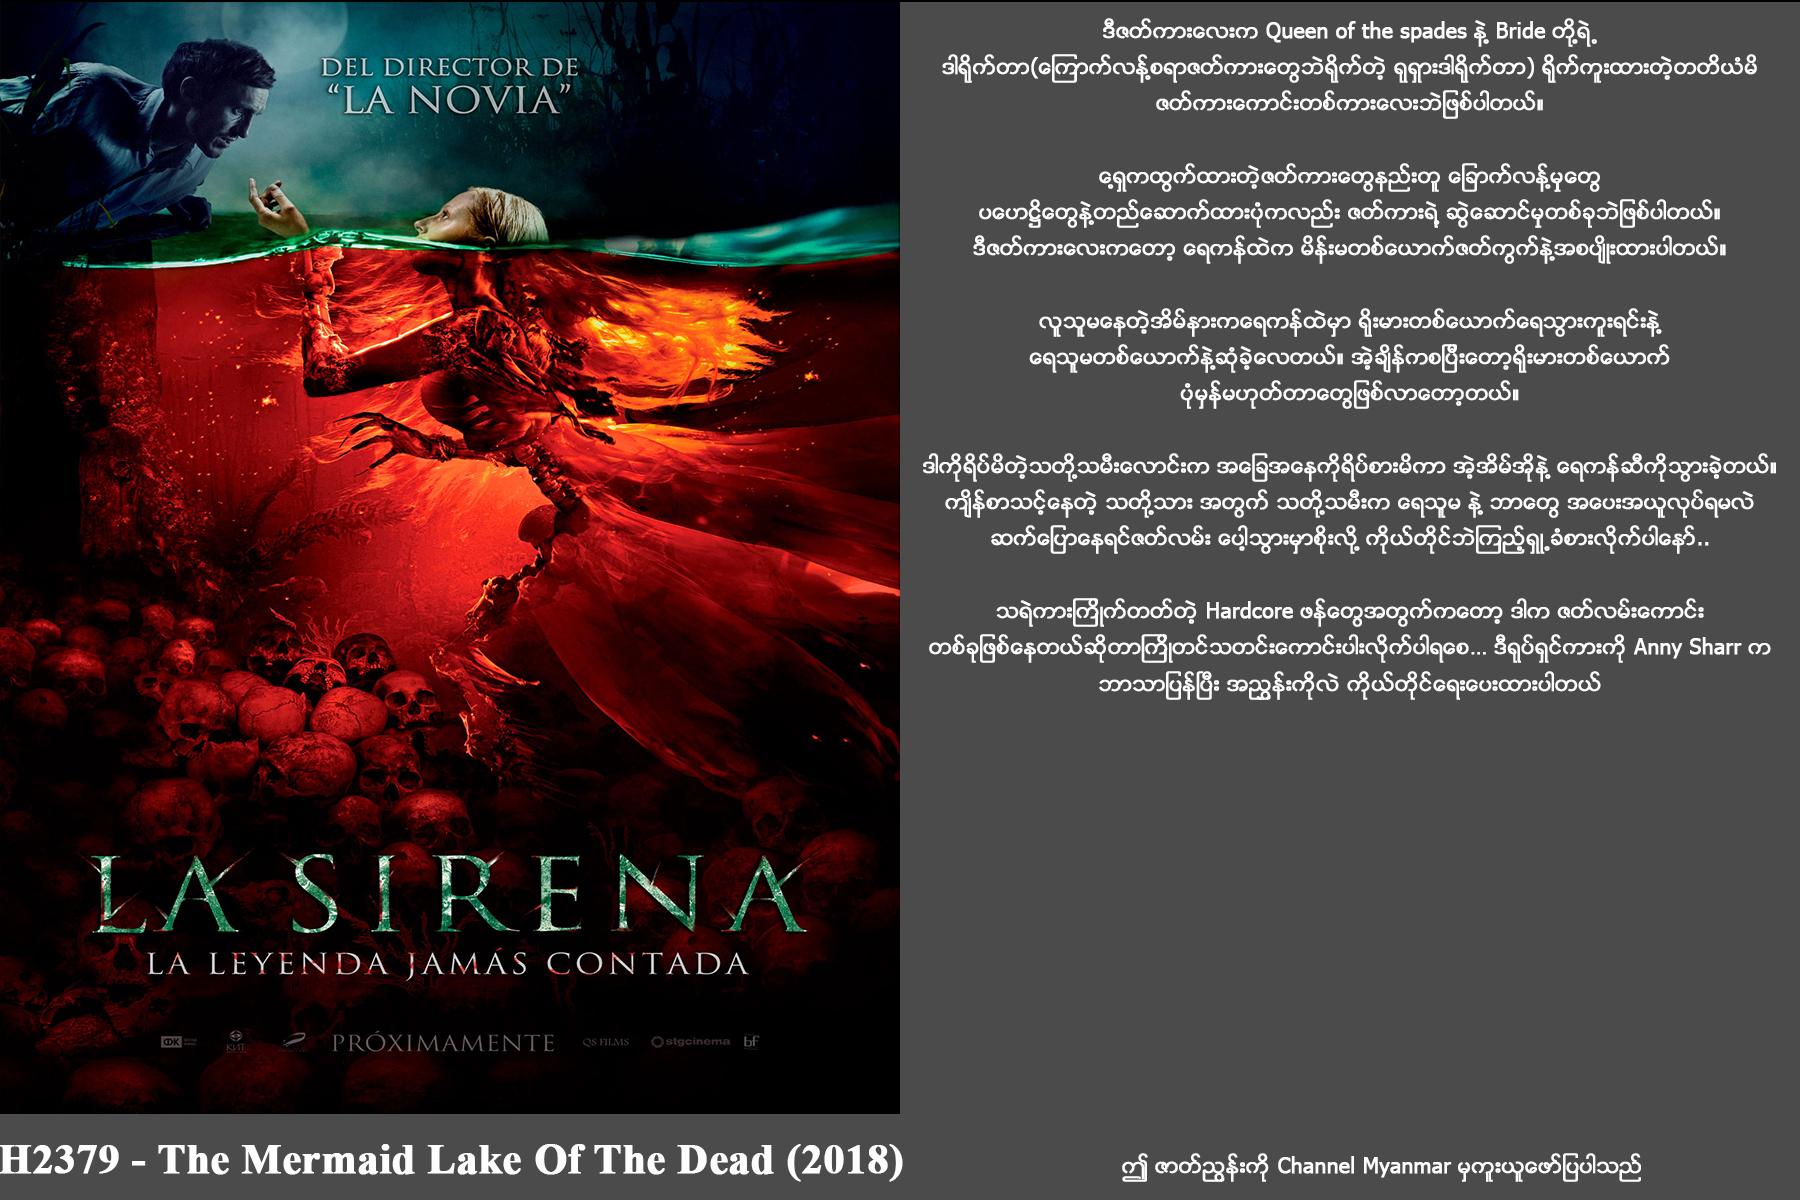 DEL DIRECTOR DE
“LA NOVIA”
LA SIRENA
LA LEYENDA JAMÁS CONTADA
PRÓXIMAMENTE
QS FILMS
stgcinema
bf
H2379 - The Mermaid Lake Of The Dead (2018)
ဒီဇတ်ကားလေးက Queen of the spades နဲ့ Bride တို့ရဲ့
ဒါရိုက်တာ(ကြောက်လန့်စရာဇတ်ကားတွေဘဲရိုက်တဲ့ ရုရှားဒါရိုက်တာ) ရိုက်ကူးထားတဲ့တတိယံမိ
ဇတ်ကားကောင်းတစ်ကားလေးဘဲဖြစ်ပါတယ်။
ရှေ့ကထွက်ထားတဲ့ဇတ်ကားတွေနည်းတူ ခြောက်လန့်မှုတွေ
ပဟေဋ္ဌိတွေနဲ့တည်ဆောက်ထားပုံကလည်း ဇတ်ကားရဲ့ ဆွဲဆောင်မှုတစ်ခုဘဲဖြစ်ပါတယ်။
ဒီဇတ်ကားလေးကတော့ ရေကန်ထဲက မိန်းမတစ်ယောက်ဇတ်ကွက်နဲ့အစပျိုးထားပါတယ်။
လူသူမနေတဲ့အိမ်နားကရေကန်ထဲမှာ ရိုးမားတစ်ယောက်ရေသွားကူးရင်းနဲ့
ရေသူမတစ်ယောက်နဲ့ဆုံခဲ့လေတယ်။ အဲ့ချိန်ကစပြီးတော့ရိုးမားတစ်ယောက်
ပုံမှန်မဟုတ်တာတွေဖြစ်လာတော့တယ်။
ဒါကိုရိပ်မိတဲ့သတို့သမီးလောင်းက အခြေအနေကိုရိပ်စားမိကာ အဲ့အိမ်အိုနဲ့ ရေကန်ဆီကိုသွားခဲ့တယ်။
ကျိန်စာသင့်နေတဲ့ သတို့သား အတွက် သတို့သမီးက ရေသူမ နဲ့ ဘာတွေ အပေးအယူလုပ်ရမလဲ
ဆက်ပြောနေရင်ဇတ်လမ်း ပေါ့သွားမှာစိုးလို့ ကိုယ်တိုင်ဘဲကြည့်ရှု့ခံစားလိုက်ပါနော်..
သရဲကားကြိုက်တတ်တဲ့ Hardcore ဖန်တွေအတွက်ကတော့ ဒါက ဇတ်လမ်းကောင်း
တစ်ခုဖြစ်နေတယ်ဆိုတာကြိုတင်သတင်းကောင်းပါးလိုက်ပါရစေ... ဒီရုပ်ရှင်ကားကို Anny Sharr က
ဘာသာပြန်ပြီး အညွှန်းကိုလဲ ကိုယ်တိုင်ရေးပေးထားပါတယ်
ဤ ဇာတ်ညွှန်းကို Channel Myanmar မှကူးယူဖော်ပြပါသည်